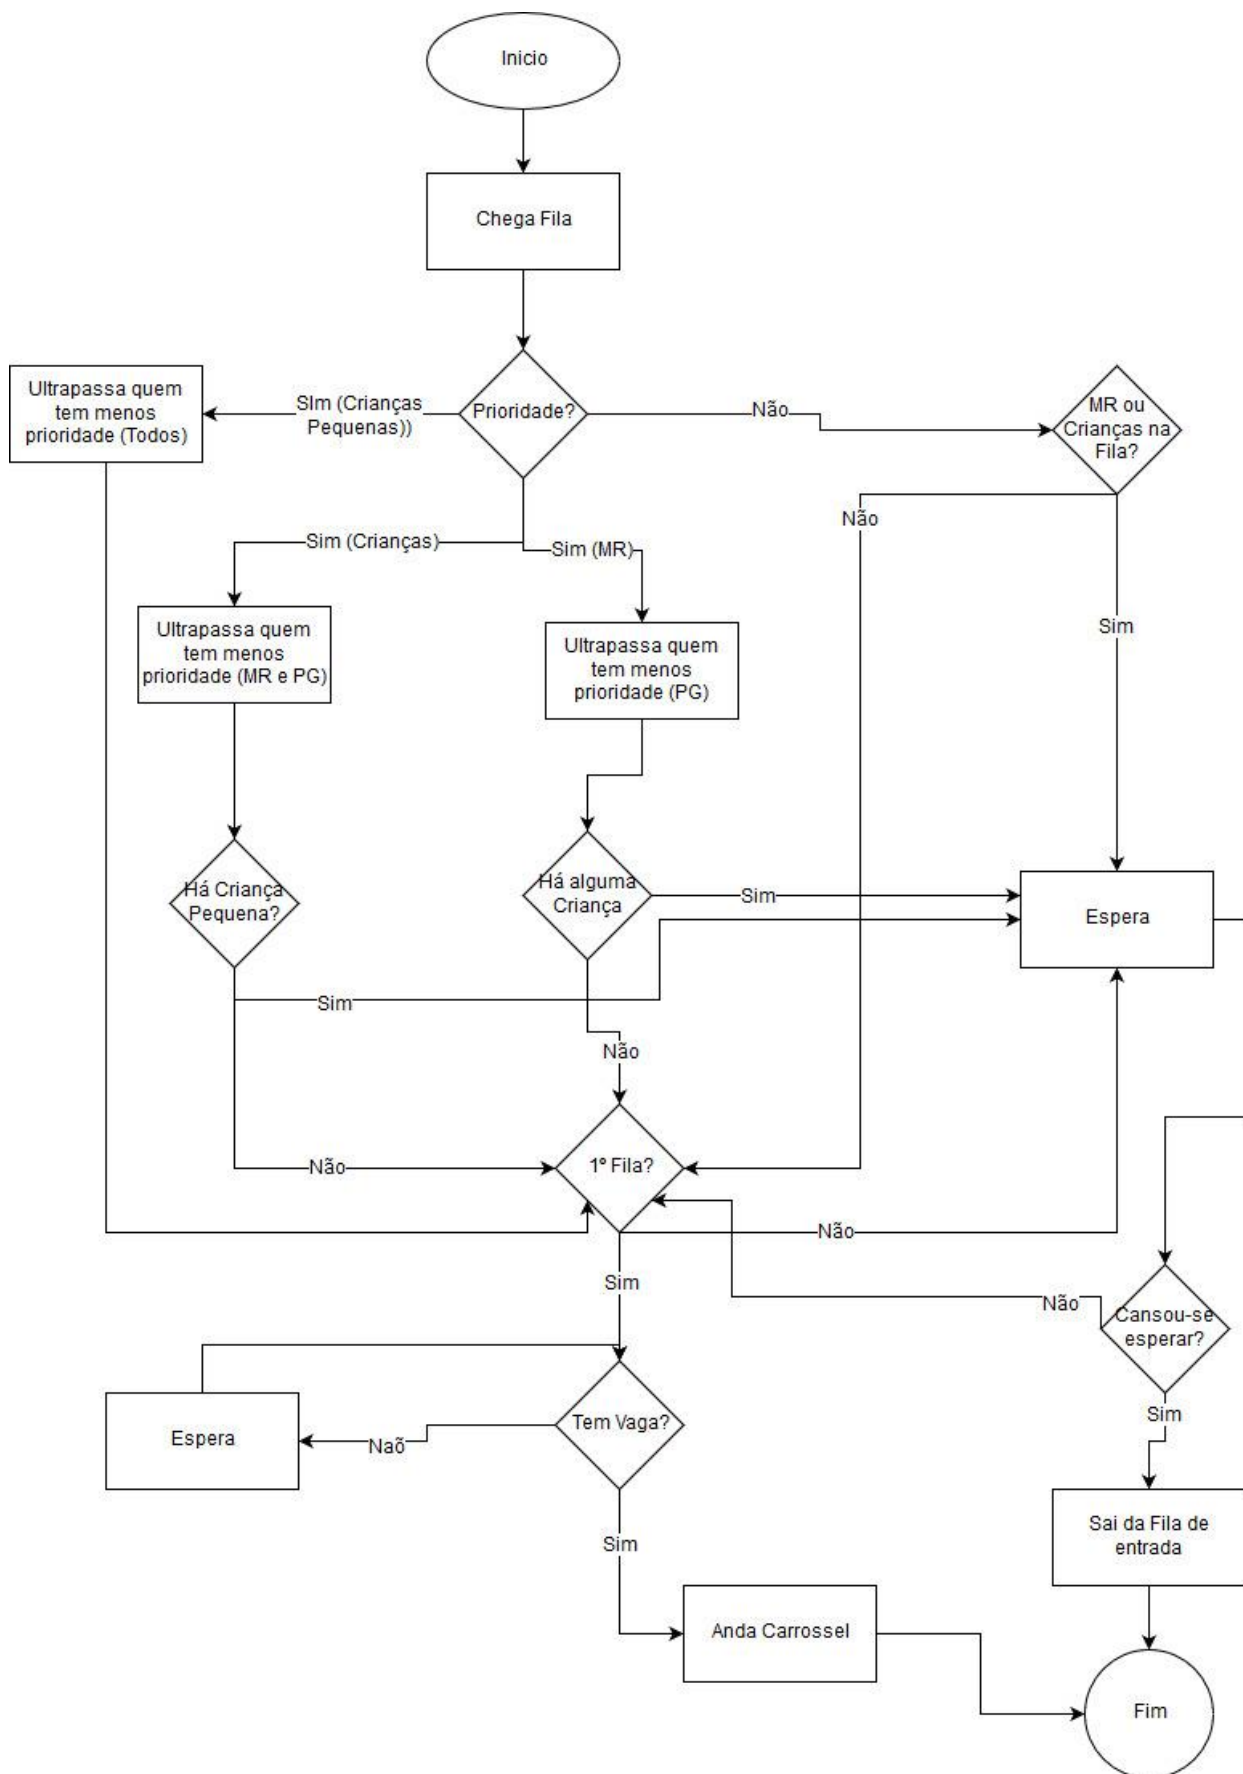 Inicio
Chega Fila
Ultrapassa quem
tem menos
prioridade (Todos)
SIm (Crianças
Pequenas))
Prioridade?
Não
MR ou
Crianças na
Fila?
Não
Sim (Crianças)
Sim (MR)
Ultrapassa quem
tem menos
prioridade (MR e PG)
Ultrapassa quem
tem menos
prioridade (PG)
Sim
Há Criança
Pequena?
Há alguma
Criança
Sim
Espera
Sim
Não
Não
1º Fila?
Não
Sim
Não
Cansou-se
esperar?
Espera
Naõ
Tem Vaga?
Sim
Sim
Sai da Fila de
entrada
Anda Carrossel
Fim